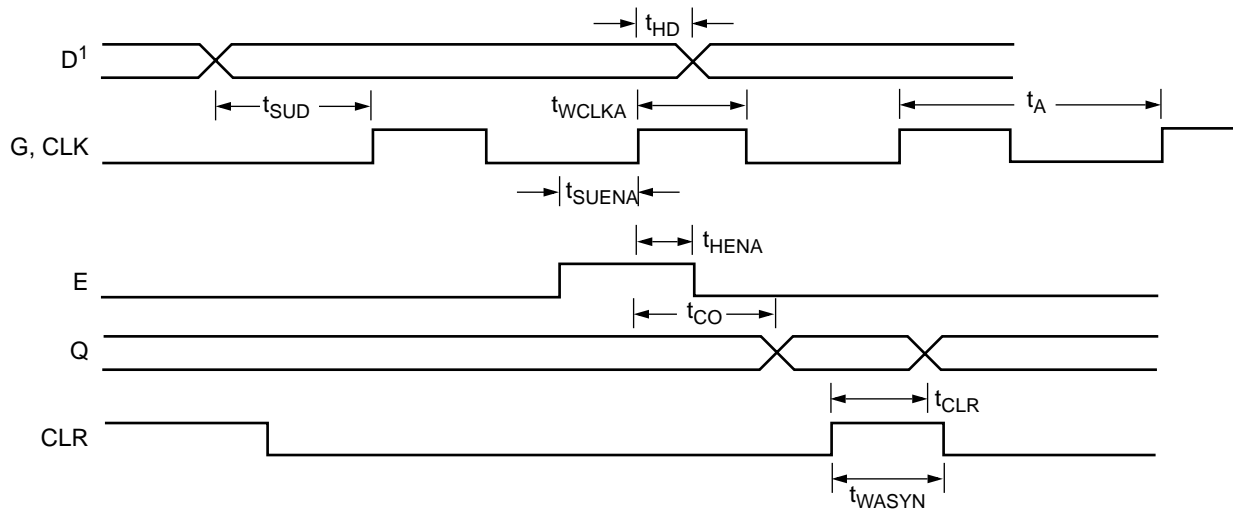 tHD
D1
tSUD
tWCLKA
tA
G, CLK
tSUENA
tHENA
E
tCO
Q
tCLR
CLR
tWASYN